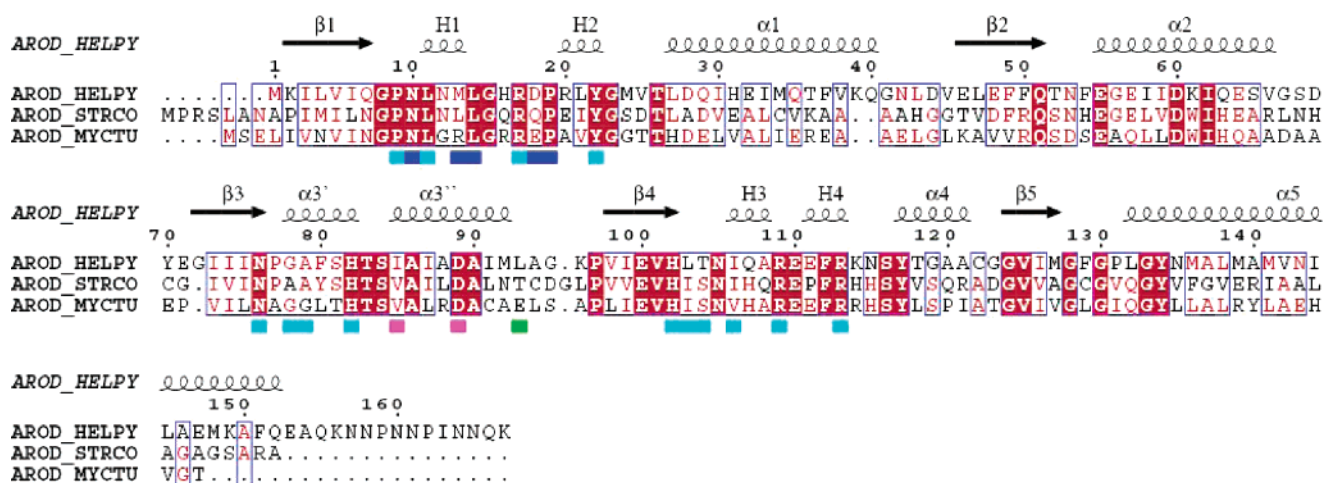 β1 H1 H2 α1 β2 α2
AROD_HELPY
1 10 20 30 40 50 60
AROD_HELPY .......MKILVIQGPNLNMLGHRDPRLYGMVTLDQIHEIMQTFVKQGNLDVELEFFQTNFEGEIIDKIQESVGSD
AROD_STRCO MPRSLANAPIMILNGPNLNLLGQRQPEIYGSDTLADVEALCVKAA..AAHGGTVDFRQSNHEGELVDWIHEARLNH
AROD_MYCTU ....MSELIVNVINGPNLGRLGRREPAVYGGTTHDELVALIEREA..AELGLKAVVRQSDSEAQLLDWIHQAADAA
β3 α3` α3`` β4 H3 H4 α4 β5 α5
AROD_HELPY
70 80 90 100 110 120 130 140
AROD_HELPY YEGIIINPGAFSHTSIAIADAIMLAG.KPVIEVHLTNIQAREEFRKNSYTGAACGGVIMGFGPLGYNMALMAMVNI
AROD_STRCO CG.IVINPAAYSHTSVAILDALNTCDGLPVVEVHISNIHQREPFRHHSYVSQRADGVVAGCGVQGYVFGVERIAAL
AROD_MYCTU EP.VILNAGGLTHTSVALRDACAELS.APLIEVHISNVHAREEFRRHSYLSPIATGVIVGLGIQGYLLALRYLAEH
AROD_HELPY
150 160
AROD_HELPY LAEMKAFQEAQKNNPNNPINNQK
AROD_STRCO AGAGSARA...............
AROD_MYCTU VGT....................